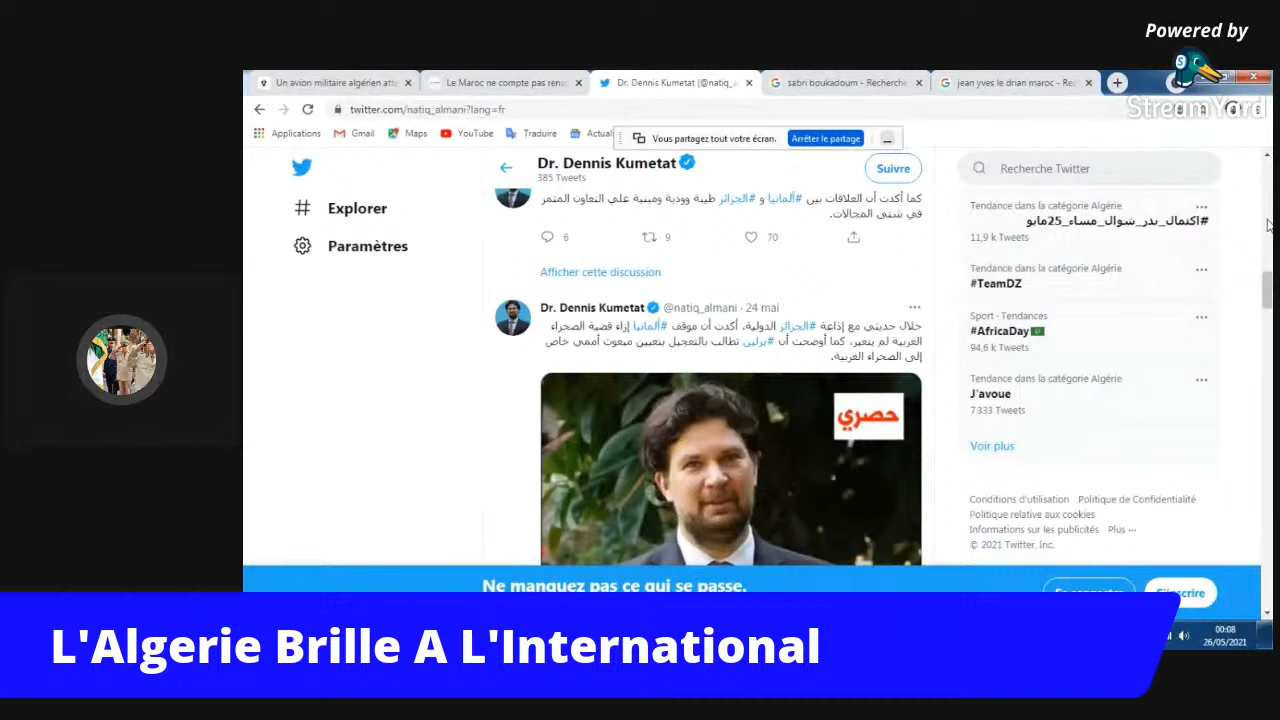 Powered by
StreamYard
Un avion militaire algérien atte
Le Maroc ne compte pas renc
Dr. Dennis Kumetat (@natiq_a
sabri boukadoum - Recherche
jean yves le drian maroc - Rec
twitter.com/natiq_almani?lang=fr
Applications
Gmail
Maps
YouTube
Traduire
Actual
Vous partagez tout votre écran.
Arrêter le partage
Explorer
Paramètres
Dr. Dennis Kumetat
385 Tweets
Suivre
كما أكدت أن العلاقات بين #ألمانيا و #الجزائر طيبة وودية ومبنية على التعاون المثمر
في شتى المجالات.
6
9
70
Afficher cette discussion
Dr. Dennis Kumetat @natiq_almani · 24 mai
خلال حديثي مع إذاعة #الجزائر الدولية، أكدت أن موقف #ألمانيا إزاء قضية الصحراء
الغربية لم يتغير، كما أوضحت أن #برلين تطالب بالتعجيل بتعيين مبعوث أممي خاص
إلى الصحراء الغربية.
حصري
Recherche Twitter
Tendance dans la catégorie Algérie
#اكتمال_بدر_شوال_مساء_25مايو
11,9 k Tweets
Tendance dans la catégorie Algérie
#TeamDZ
Sport · Tendances
#AfricaDay
94,6 k Tweets
Tendance dans la catégorie Algérie
J'avoue
7 333 Tweets
Voir plus
Conditions d'utilisation Politique de Confidentialité
Politique relative aux cookies
Informations sur les publicités Plus ···
© 2021 Twitter, Inc.
Ne manquez pas ce qui se passe.
Se connecter
S'inscrire
L'Algerie Brille A L'International
00:08
26/05/2021